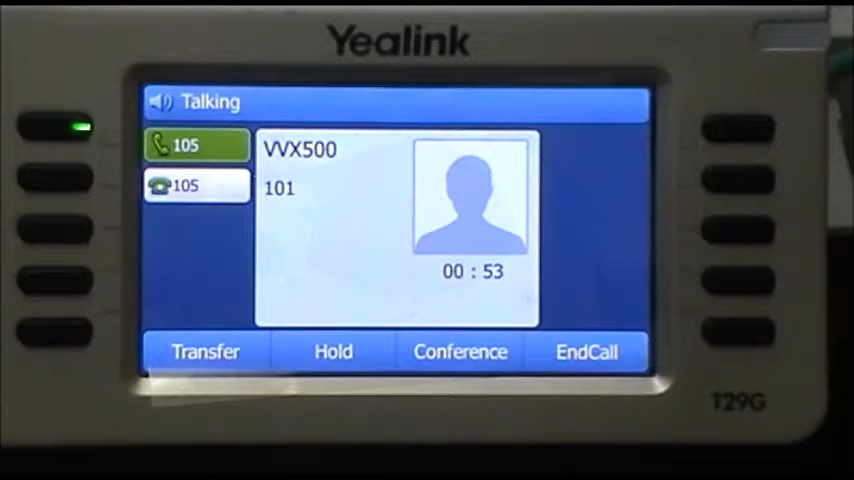 Yealink
Talking
105
VVX500
105
101
00 : 53
Transfer Hold Conference EndCall
T29G